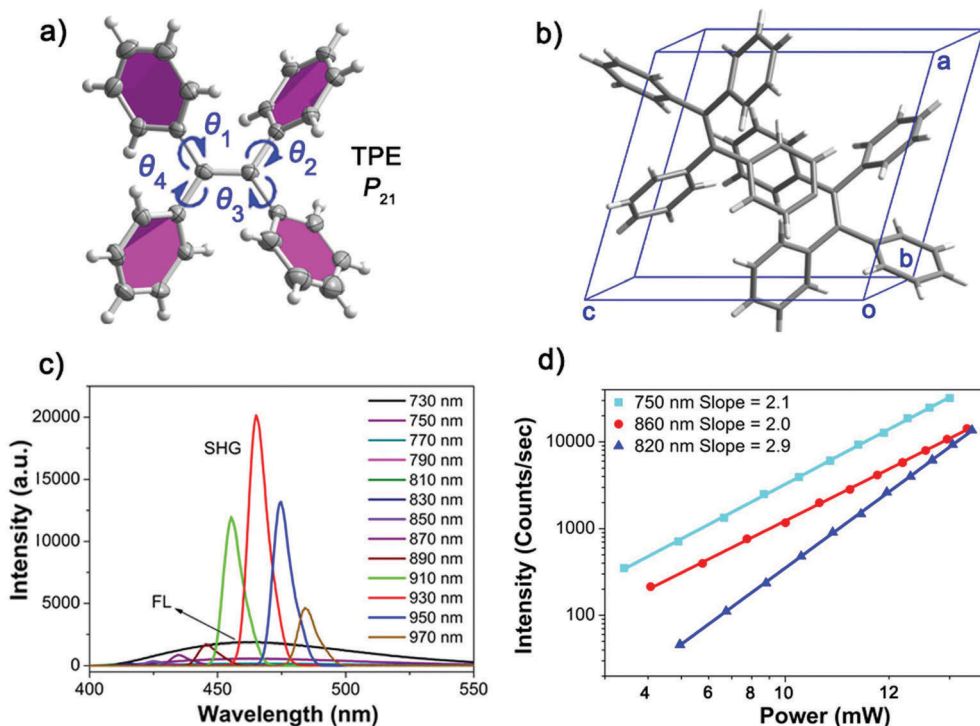 a)
θ1
θ2
θ3
θ4
TPE
P21
b)
a
b
c
o
c)
Intensity (a.u.)
20000
15000
10000
5000
0
SHG
FL
730 nm
750 nm
770 nm
790 nm
810 nm
830 nm
850 nm
870 nm
890 nm
910 nm
930 nm
950 nm
970 nm
400 450 500 550
Wavelength (nm)
d)
Intensity (Counts/sec)
10000
1000
100
750 nm Slope = 2.1
860 nm Slope = 2.0
820 nm Slope = 2.9
4 6 8 10 12
Power (mW)